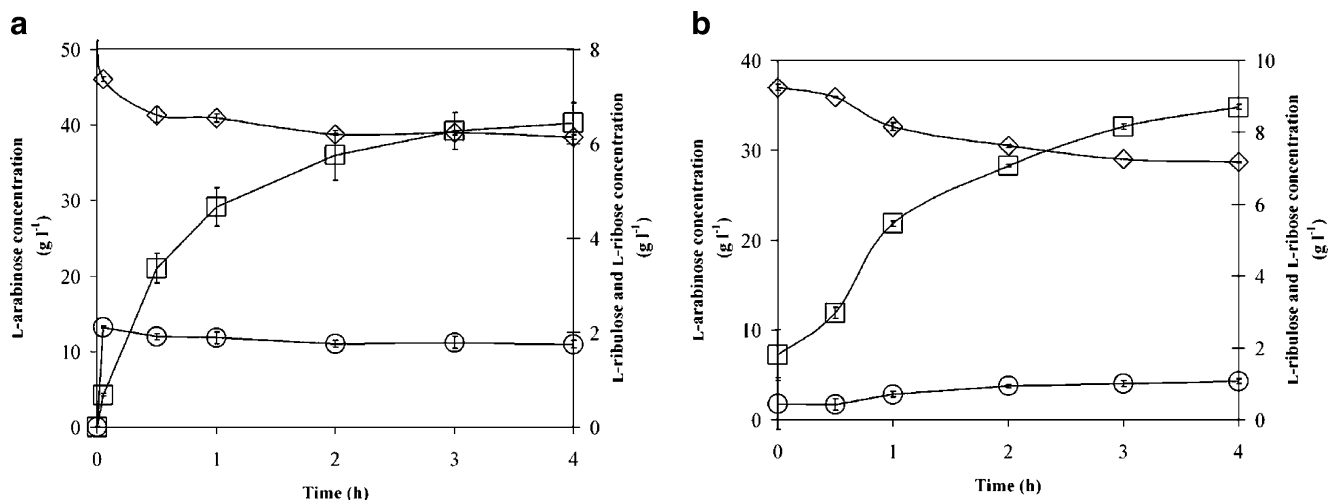 a
50
40
30
20
10
0
L-arabinose concentration
(g l-1)
8
6
4
2
0
L-ribulose and L-ribose concentration
(g l-1)
0 1 2 3 4
Time (h)
b
40
30
20
10
0
L-arabinose concentration
(g l-1)
10
8
6
4
2
0
L-ribulose and L-ribose concentration
(g l-1)
0 1 2 3 4
Time (h)